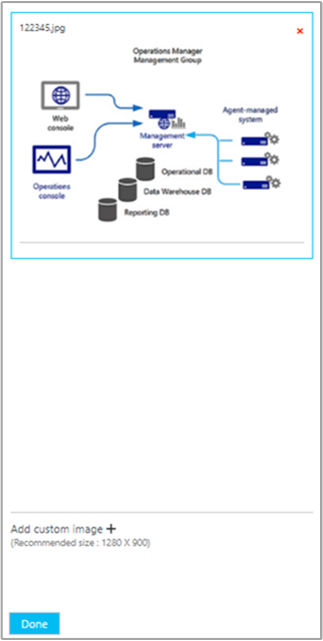 122345.jpg
×
Operations Manager
Management Group
Web
console
Management
server
Agent-managed
system
Operations
console
Operational DB
Data Warehouse DB
Reporting DB
Add custom image +
(Recommended size : 1280 X 900)
Done